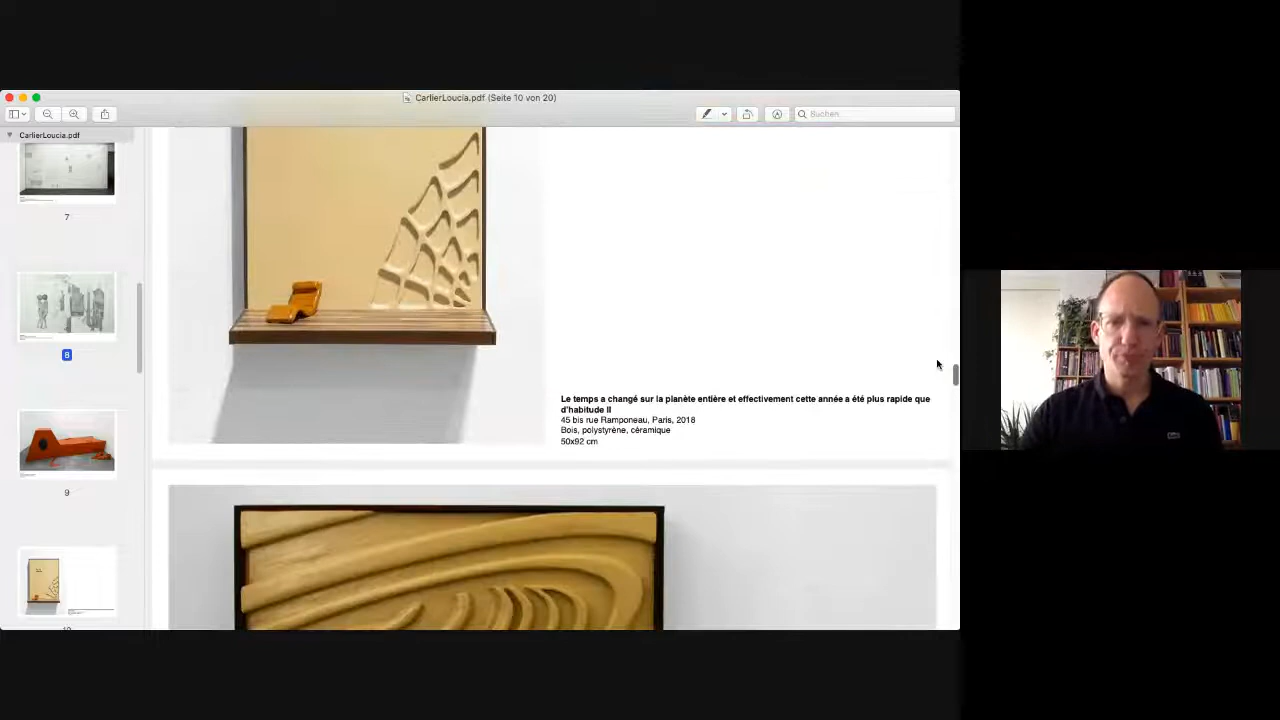 CarlierLoucia.pdf (Seite 10 von 20)
Suchen
CarlierLoucia.pdf
7
8
9
Le temps a changé sur la planète entière et effectivement cette année a été plus rapide que
d'habitude II
45 bis rue Ramponeau, Paris, 2018
Bois, polystyrène, céramique
50x92 cm